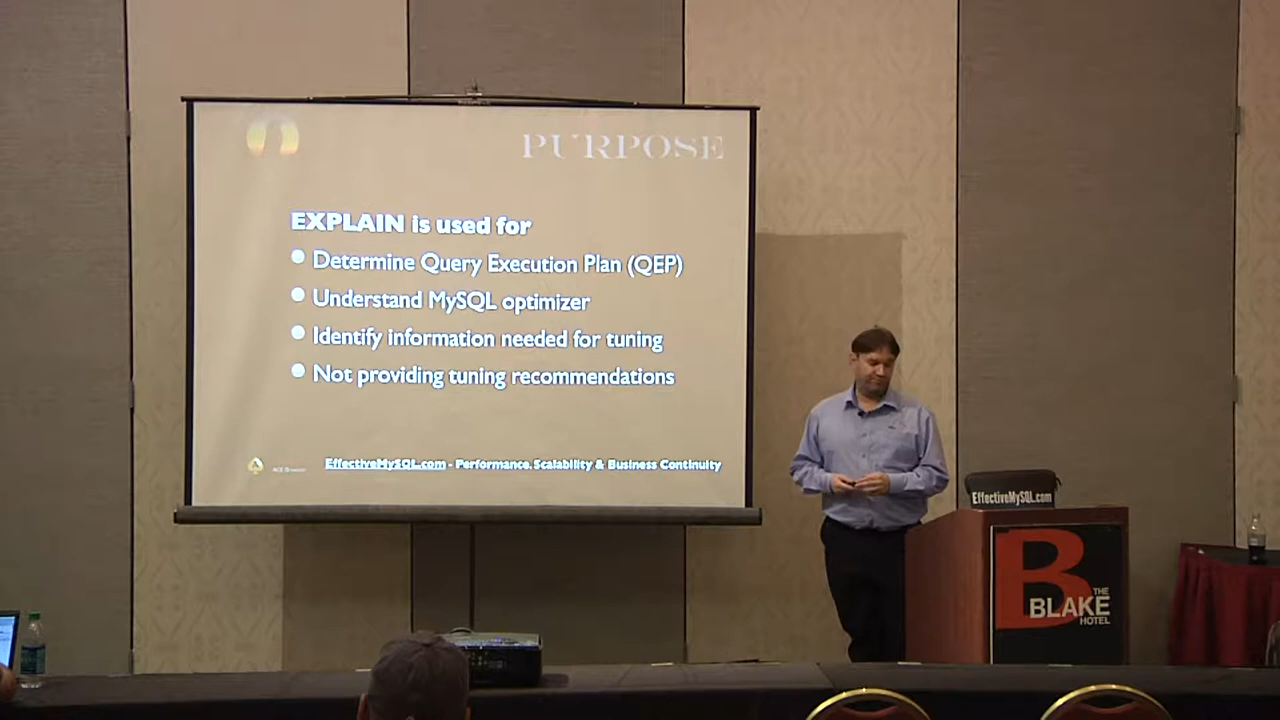 PURPOSE
EXPLAIN is used for
Determine Query Execution Plan (QEP)
Understand MySQL optimizer
Identify information needed for tuning
Not providing tuning recommendations
EffectiveMySQL.com - Performance, Scalability & Business Continuity
EffectiveMySQL.com
B
THE
BLAKE
HOTEL